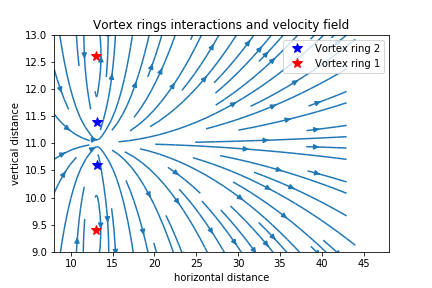 Vortex rings interactions and velocity field
Vortex ring 2
Vortex ring 1
vertical distance
13.0
12.5
12.0
11.5
11.0
10.5
10.0
9.5
9.0
10 15 20 25 30 35 40 45
horizontal distance